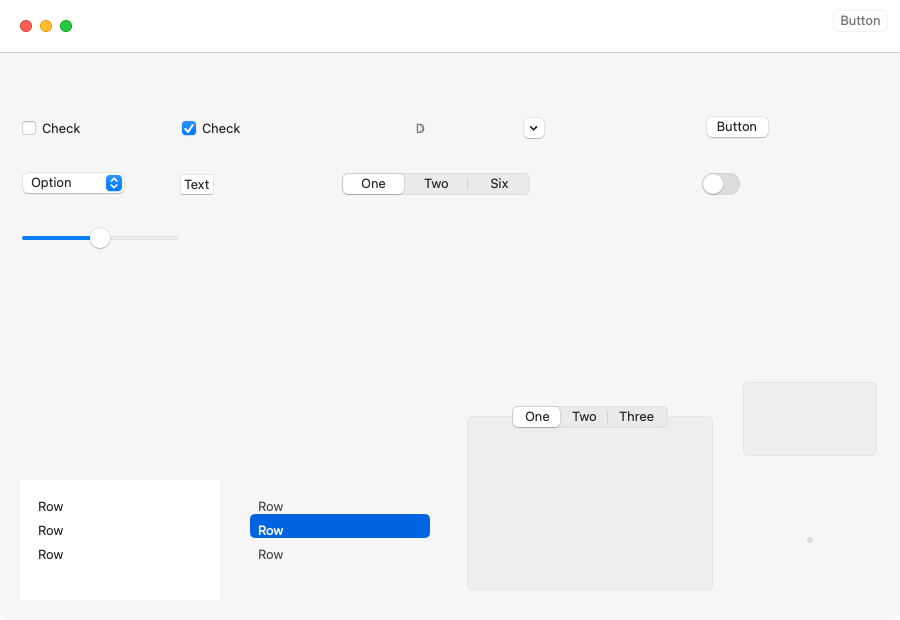 Button
Check
Check
D
Button
Option
Text
One Two Six
One Two Three
Row
Row
Row
Row
Row
Row